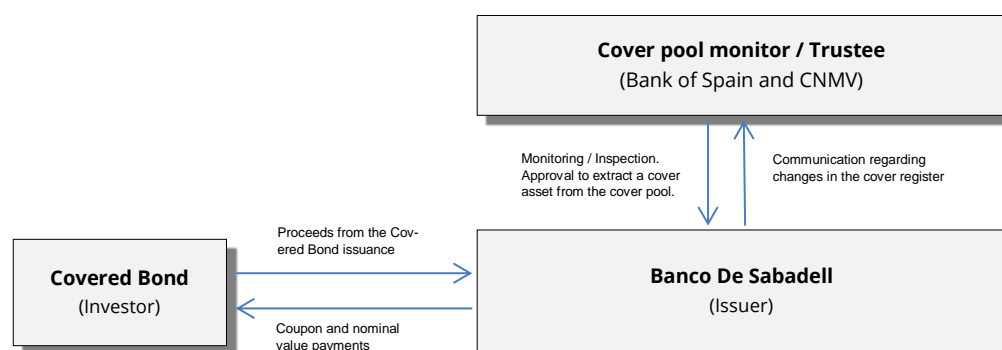 Cover pool monitor / Trustee
(Bank of Spain and CNMV)
Monitoring / Inspection.
Approval to extract a cover
asset from the cover pool.
Communication regarding
changes in the cover register
Proceeds from the Cov-
ered Bond issuance
Covered Bond
(Investor)
Banco De Sabadell
(Issuer)
Coupon and nominal
value payments